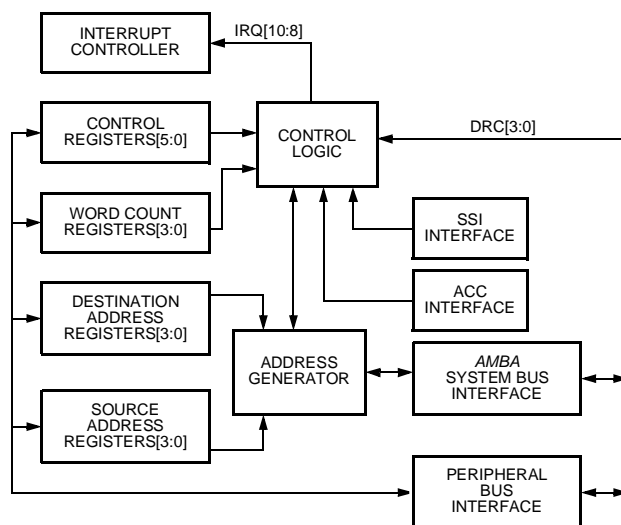 INTERRUPT
CONTROLLER
IRQ[10:8]
CONTROL
REGISTERS[5:0]
CONTROL
LOGIC
DRC[3:0]
WORD COUNT
REGISTERS[3:0]
SSI
INTERFACE
ACC
INTERFACE
DESTINATION
ADDRESS
REGISTERS[3:0]
ADDRESS
GENERATOR
AMBA
SYSTEM BUS
INTERFACE
SOURCE
ADDRESS
REGISTERS[3:0]
PERIPHERAL
BUS
INTERFACE